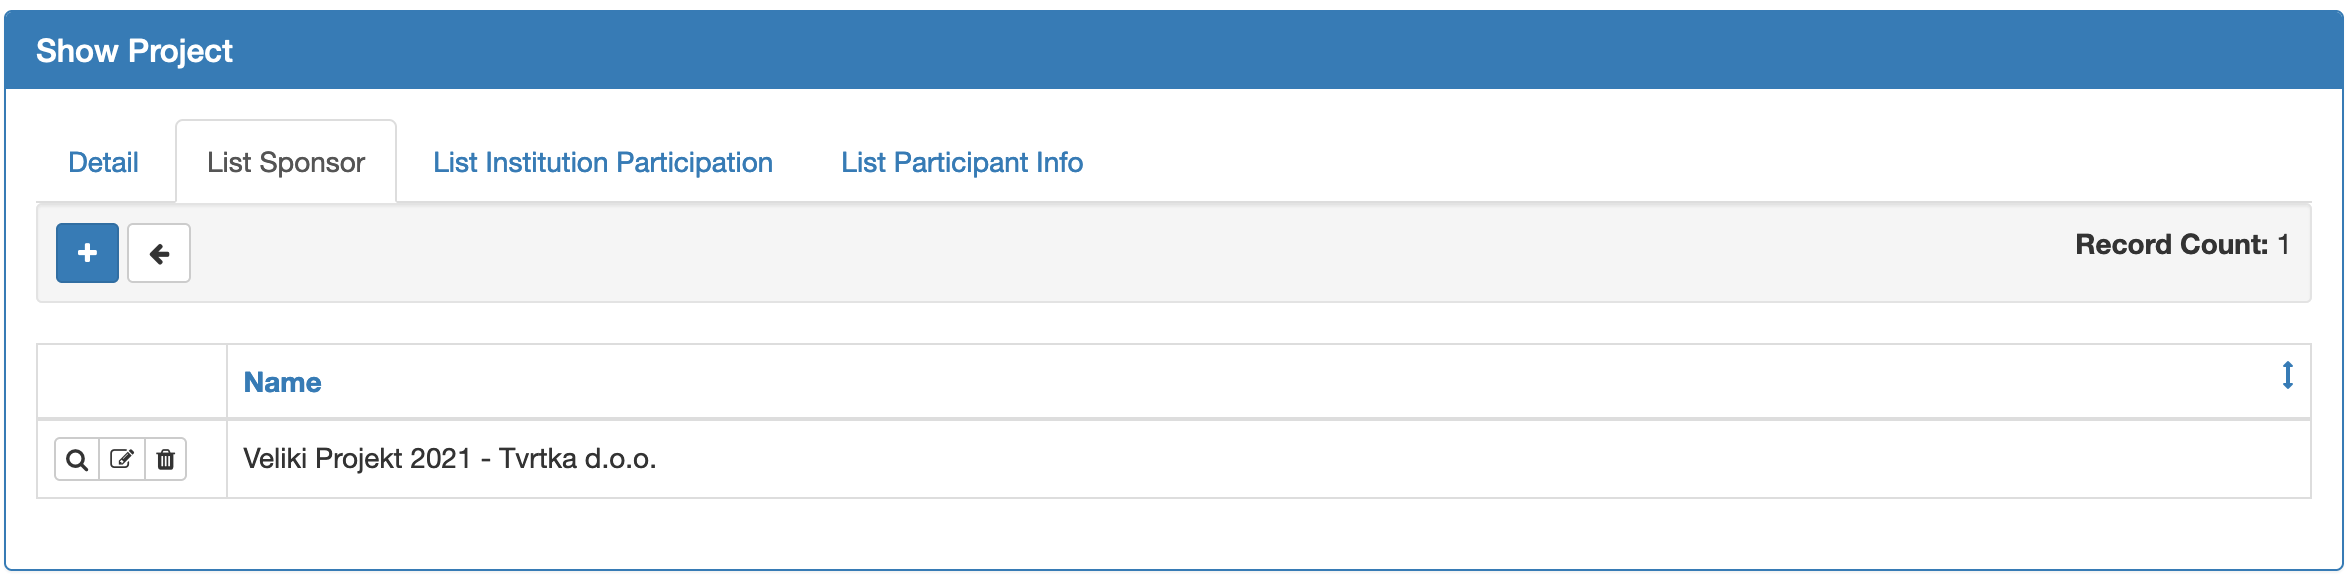 Show Project
Detail
List Sponsor
List Institution Participation
List Participant Info
Record Count: 1
Name
Veliki Projekt 2021 - Tvrtka d.o.o.